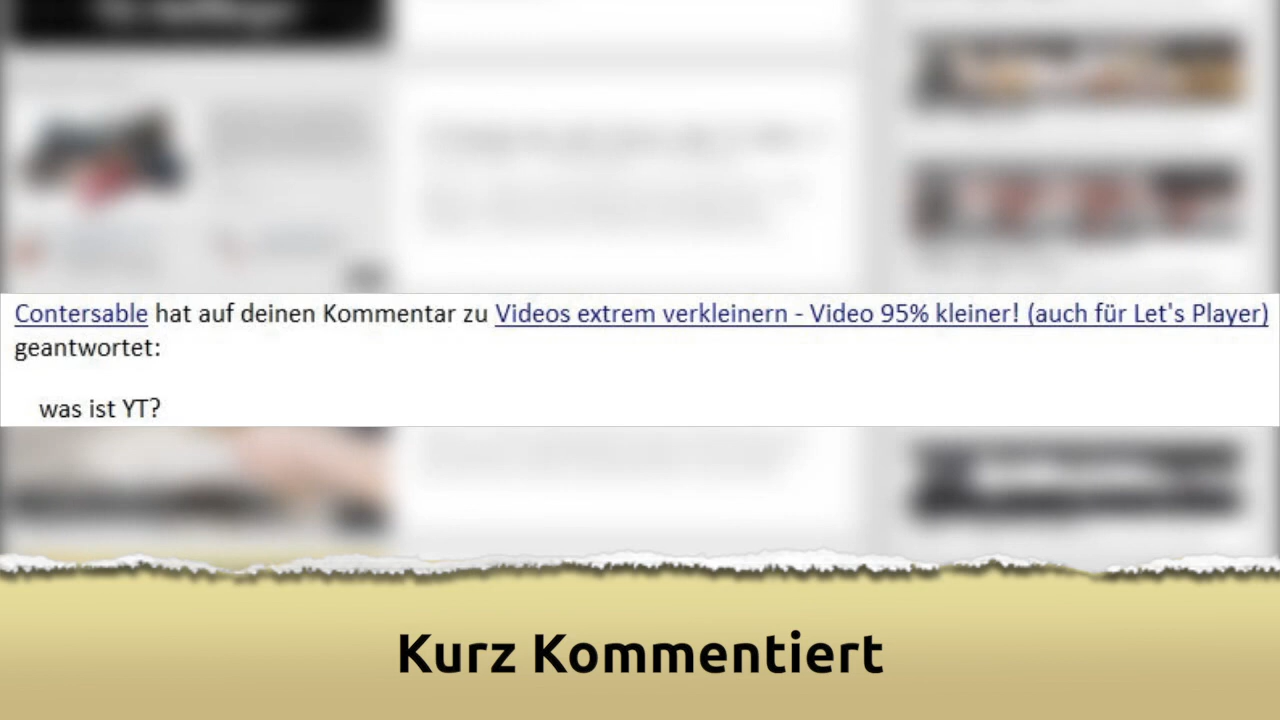 Contersable hat auf deinen Kommentar zu Videos extrem verkleinern - Video 95% kleiner! (auch für Let's Player)
geantwortet:
was ist YT?
Kurz Kommentiert